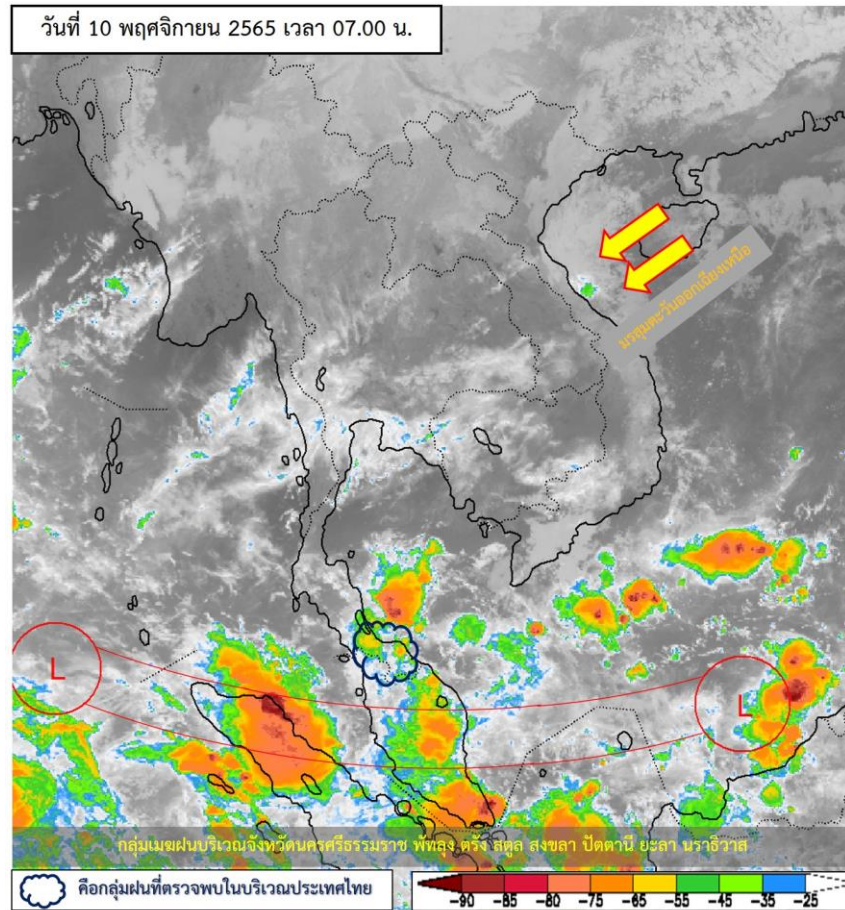 วันที่ 10 พฤศจิกายน 2565 เวลา 07.00 น.
มรสุมตะวันออกเฉียงเหนือ
L
L
กลุ่มเมฆฝนบริเวณจังหวัดนครศรีธรรมราช พัทลุง ตรัง สตูล สงขลา ปัตตานี ยะลา นราธิวาส
คือกลุ่มฝนที่ตรวจพบในบริเวณประเทศไทย
-90 -85 -80 -75 -65 -55 -45 -35 -25